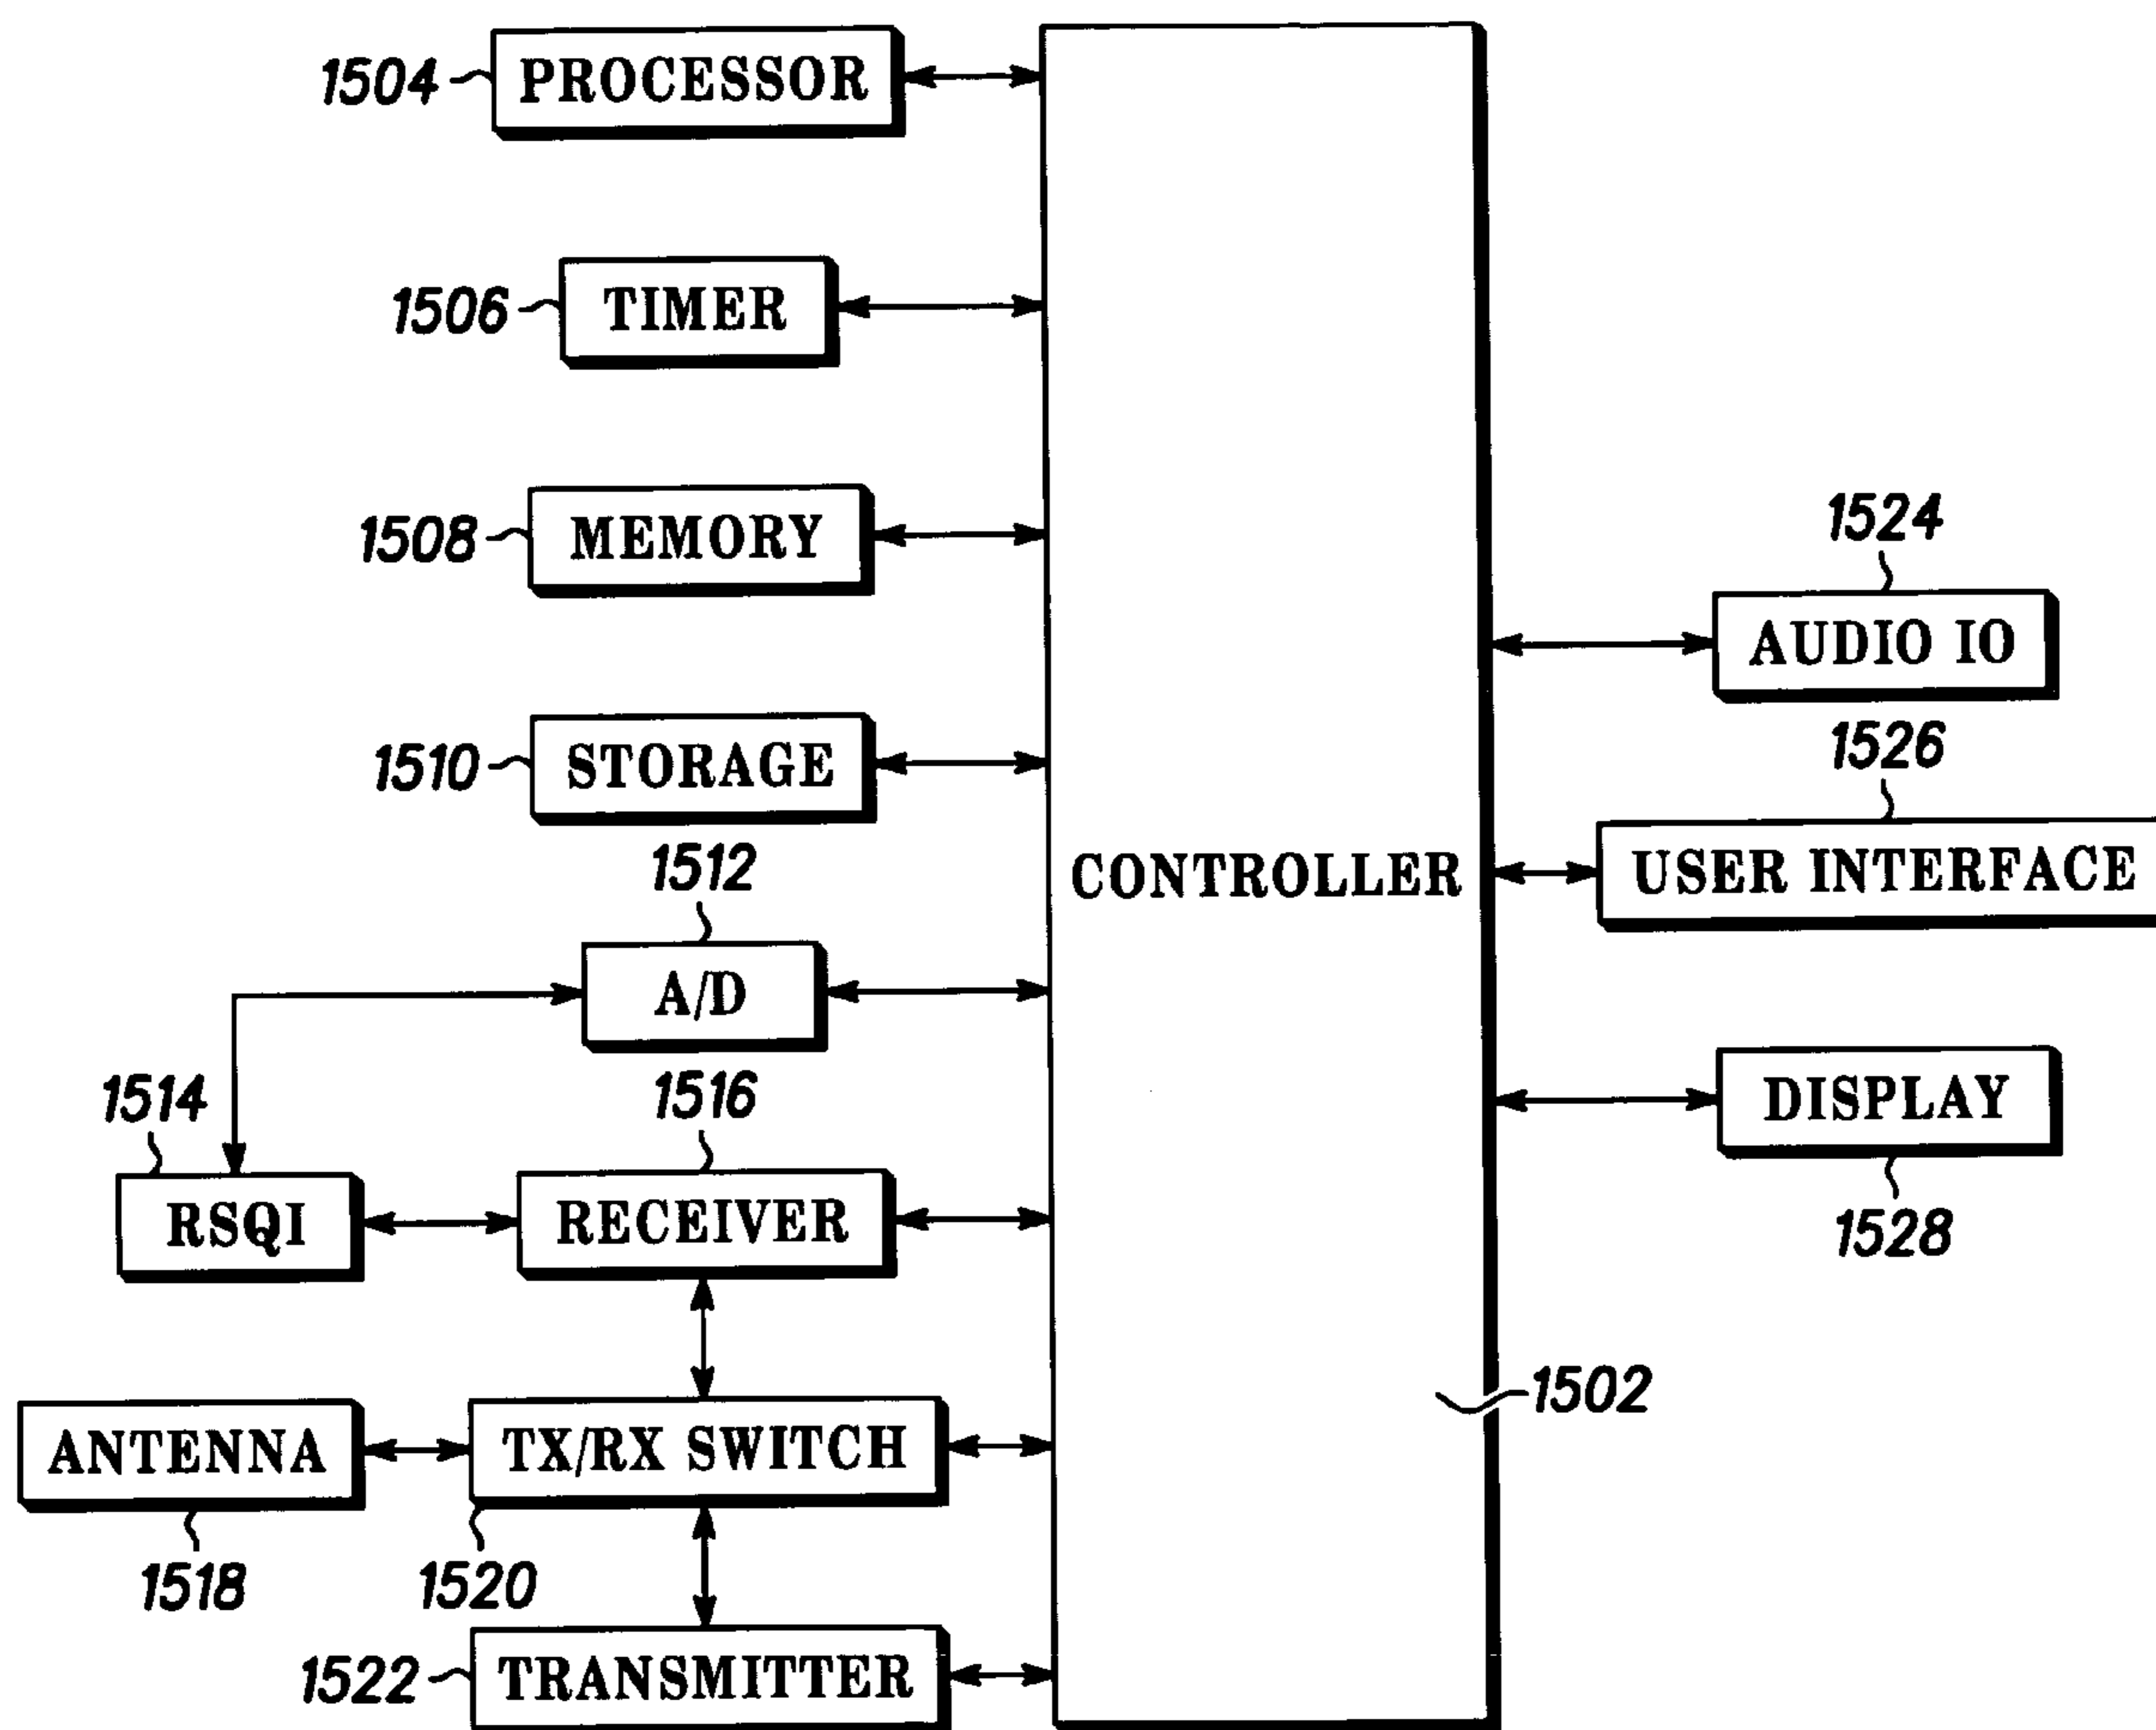 1504 PROCESSOR
1506 TIMER
1508 MEMORY
1524
AUDIO IO
1510 STORAGE
1526
1512
CONTROLLER
USER INTERFACE
A/D
1514
1516
DISPLAY
RSQI
RECEIVER
1528
1502
ANTENNA
TX/RX SWITCH
1518
1520
1522 TRANSMITTER